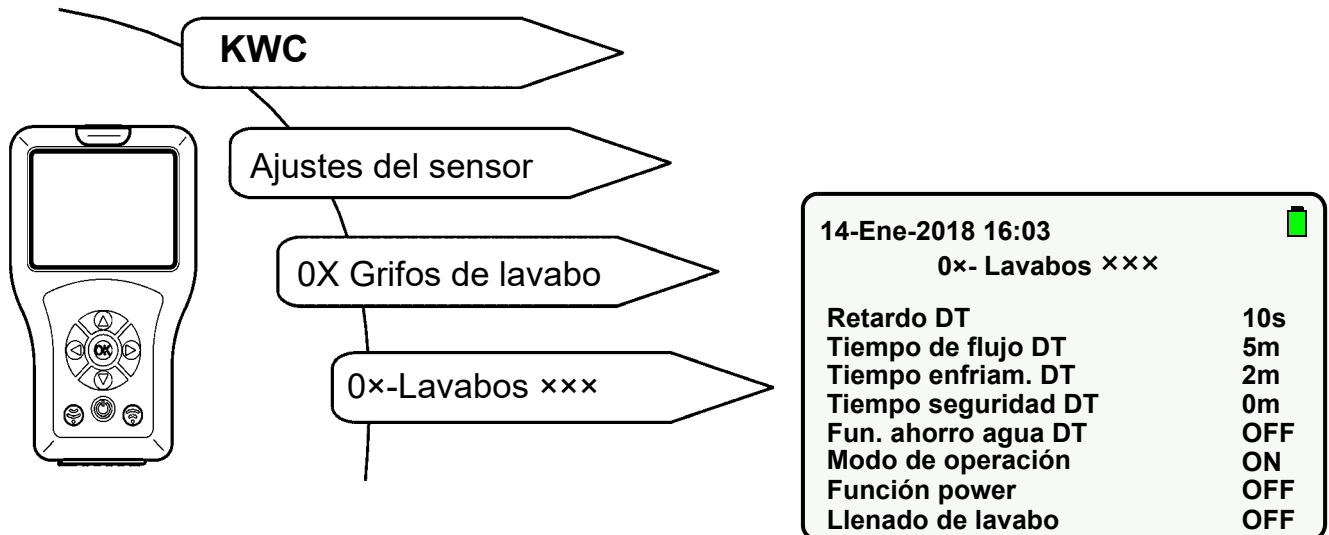 KWC
Ajustes del sensor
0X Grifos de lavabo
0×-Lavabos ×××
OK
14-Ene-2018 16:03
0×- Lavabos ×××
Retardo DT 10s
Tiempo de flujo DT 5m
Tiempo enfriam. DT 2m
Tiempo seguridad DT 0m
Fun. ahorro agua DT OFF
Modo de operación ON
Función power OFF
Llenado de lavabo OFF